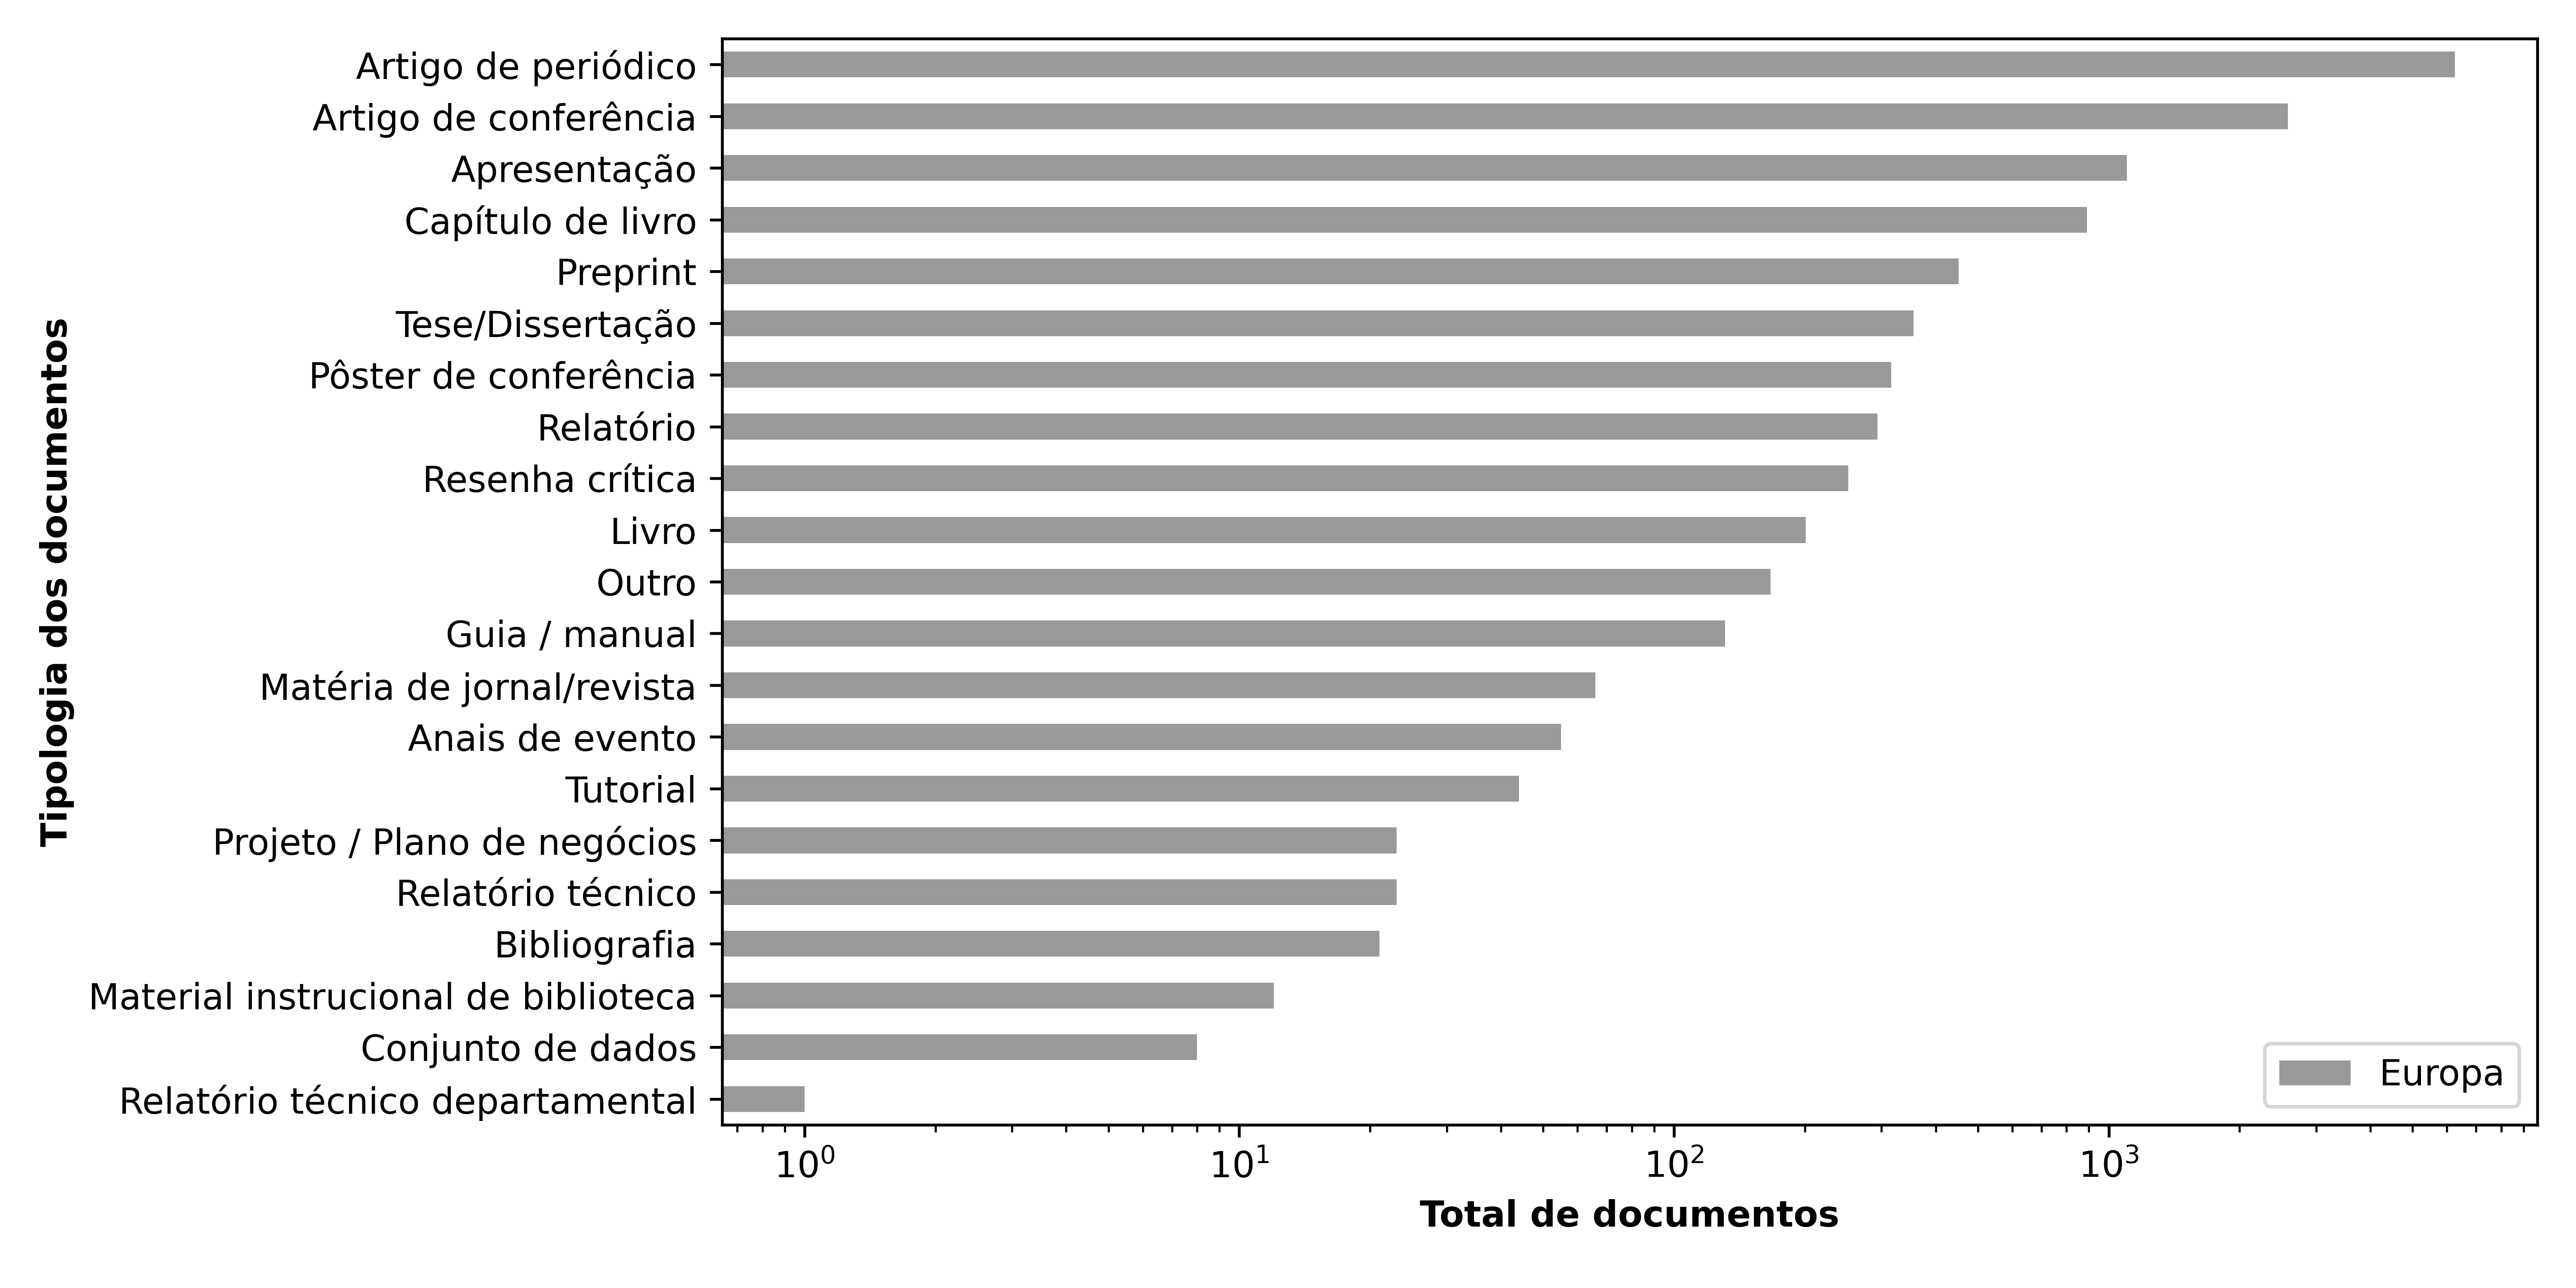 Tipologia dos documentos
Artigo de periódico
Artigo de conferência
Apresentação
Capítulo de livro
Preprint
Tese/Dissertação
Pôster de conferência
Relatório
Resenha crítica
Livro
Outro
Guia / manual
Matéria de jornal/revista
Anais de evento
Tutorial
Projeto / Plano de negócios
Relatório técnico
Bibliografia
Material instrucional de biblioteca
Conjunto de dados
Relatório técnico departamental
Europa
10⁰ 10¹ 10² 10³
Total de documentos